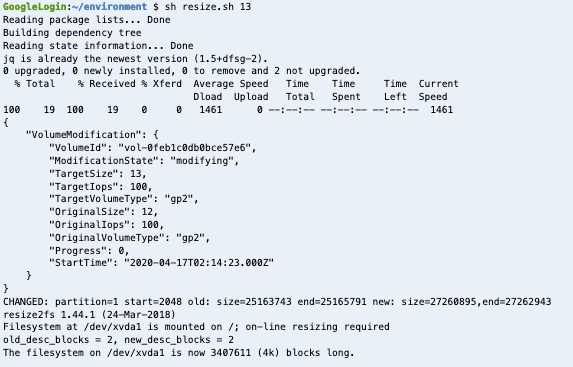 GoogleLogin:~/environment $ sh resize.sh 13
Reading package lists... Done
Building dependency tree
Reading state information... Done
jq is already the newest version (1.5+dfsg-2).
0 upgraded, 0 newly installed, 0 to remove and 2 not upgraded.
  % Total    % Received % Xferd  Average Speed   Time    Time     Time  Current
                                 Dload  Upload   Total   Spent    Left  Speed
100    19  100    19    0     0   1461      0 --:--:-- --:--:-- --:--:--  1461
{
    "VolumeModification": {
        "VolumeId": "vol-0feb1c0db0bce57e6",
        "ModificationState": "modifying",
        "TargetSize": 13,
        "TargetIops": 100,
        "TargetVolumeType": "gp2",
        "OriginalSize": 12,
        "OriginalIops": 100,
        "OriginalVolumeType": "gp2",
        "Progress": 0,
        "StartTime": "2020-04-17T02:14:23.000Z"
    }
}
CHANGED: partition=1 start=2048 old: size=25163743 end=25165791 new: size=27260895,end=27262943
resize2fs 1.44.1 (24-Mar-2018)
Filesystem at /dev/xvda1 is mounted on /; on-line resizing required
old_desc_blocks = 2, new_desc_blocks = 2
The filesystem on /dev/xvda1 is now 3407611 (4k) blocks long.